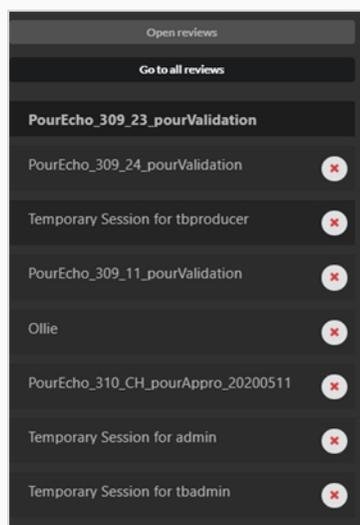 Open reviews
Go to all reviews
PourEcho_309_23_pourValidation
PourEcho_309_24_pourValidation
Temporary Session for tbproducer
PourEcho_309_11_pourValidation
Ollie
PourEcho_310_CH_pourAppro_20200511
Temporary Session for admin
Temporary Session for tbadmin